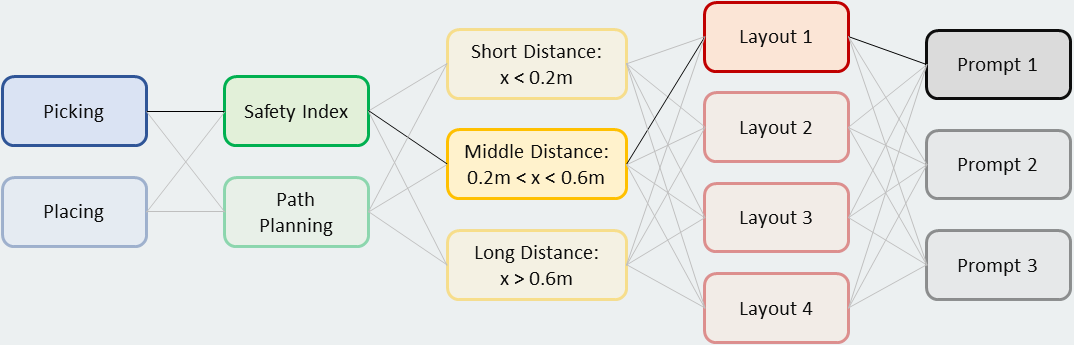 Picking
Placing
Safety Index
Path
Planning
Short Distance:
x < 0.2m
Middle Distance:
0.2m < x < 0.6m
Long Distance:
x > 0.6m
Layout 1
Layout 2
Layout 3
Layout 4
Prompt 1
Prompt 2
Prompt 3